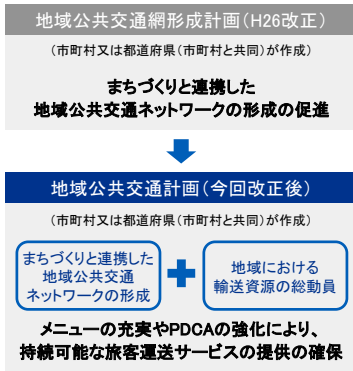 地域公共交通網形成計画（H26改正）
（市町村又は都道府県（市町村と共同）が作成）
まちづくりと連携した
地域公共交通ネットワークの形成の促進
地域公共交通計画（今回改正後）
（市町村又は都道府県（市町村と共同）が作成）
まちづくりと連携した
地域公共交通
ネットワークの形成
地域における
輸送資源の総動員
メニューの充実やPDCAの強化により、
持続可能な旅客運送サービスの提供の確保